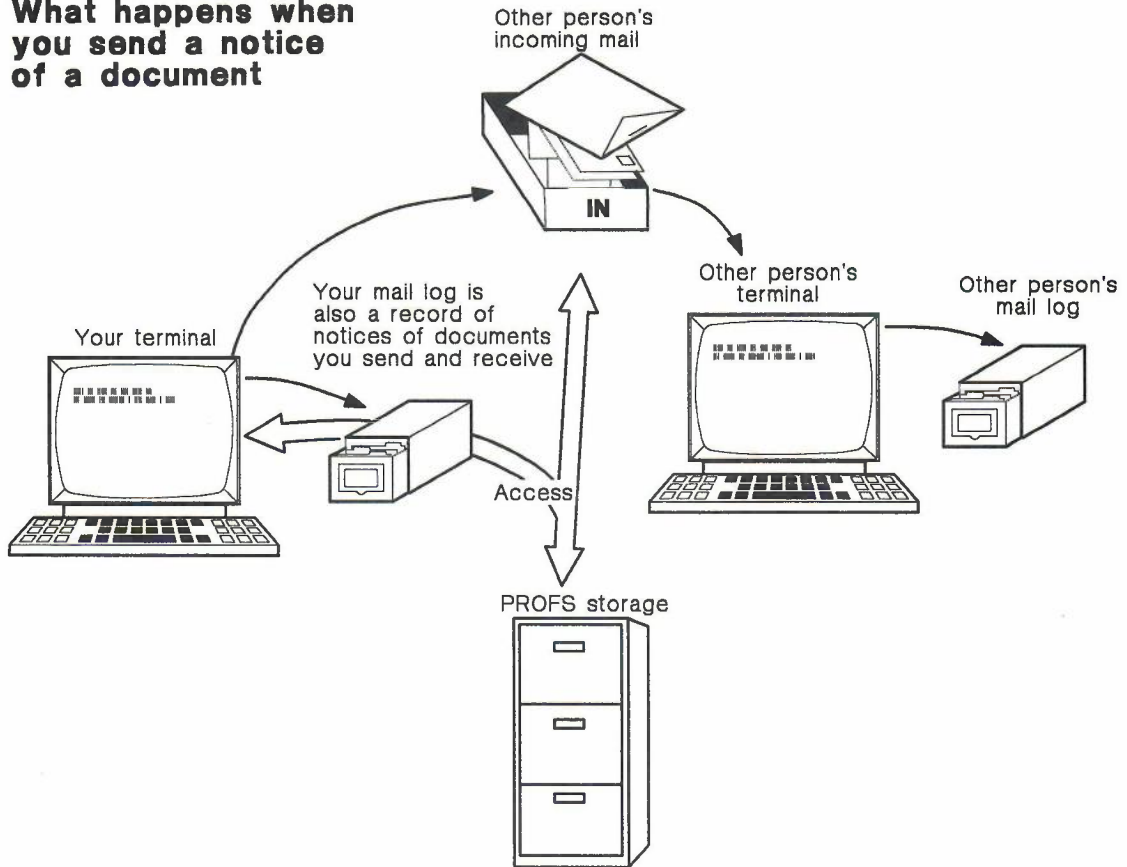 What happens when
you send a notice
of a document
Other person's
incoming mail
IN
Your terminal
Your mail log is
also a record of
notices of documents
you send and receive
Other person's
terminal
Other person's
mail log
Access
PROFS storage